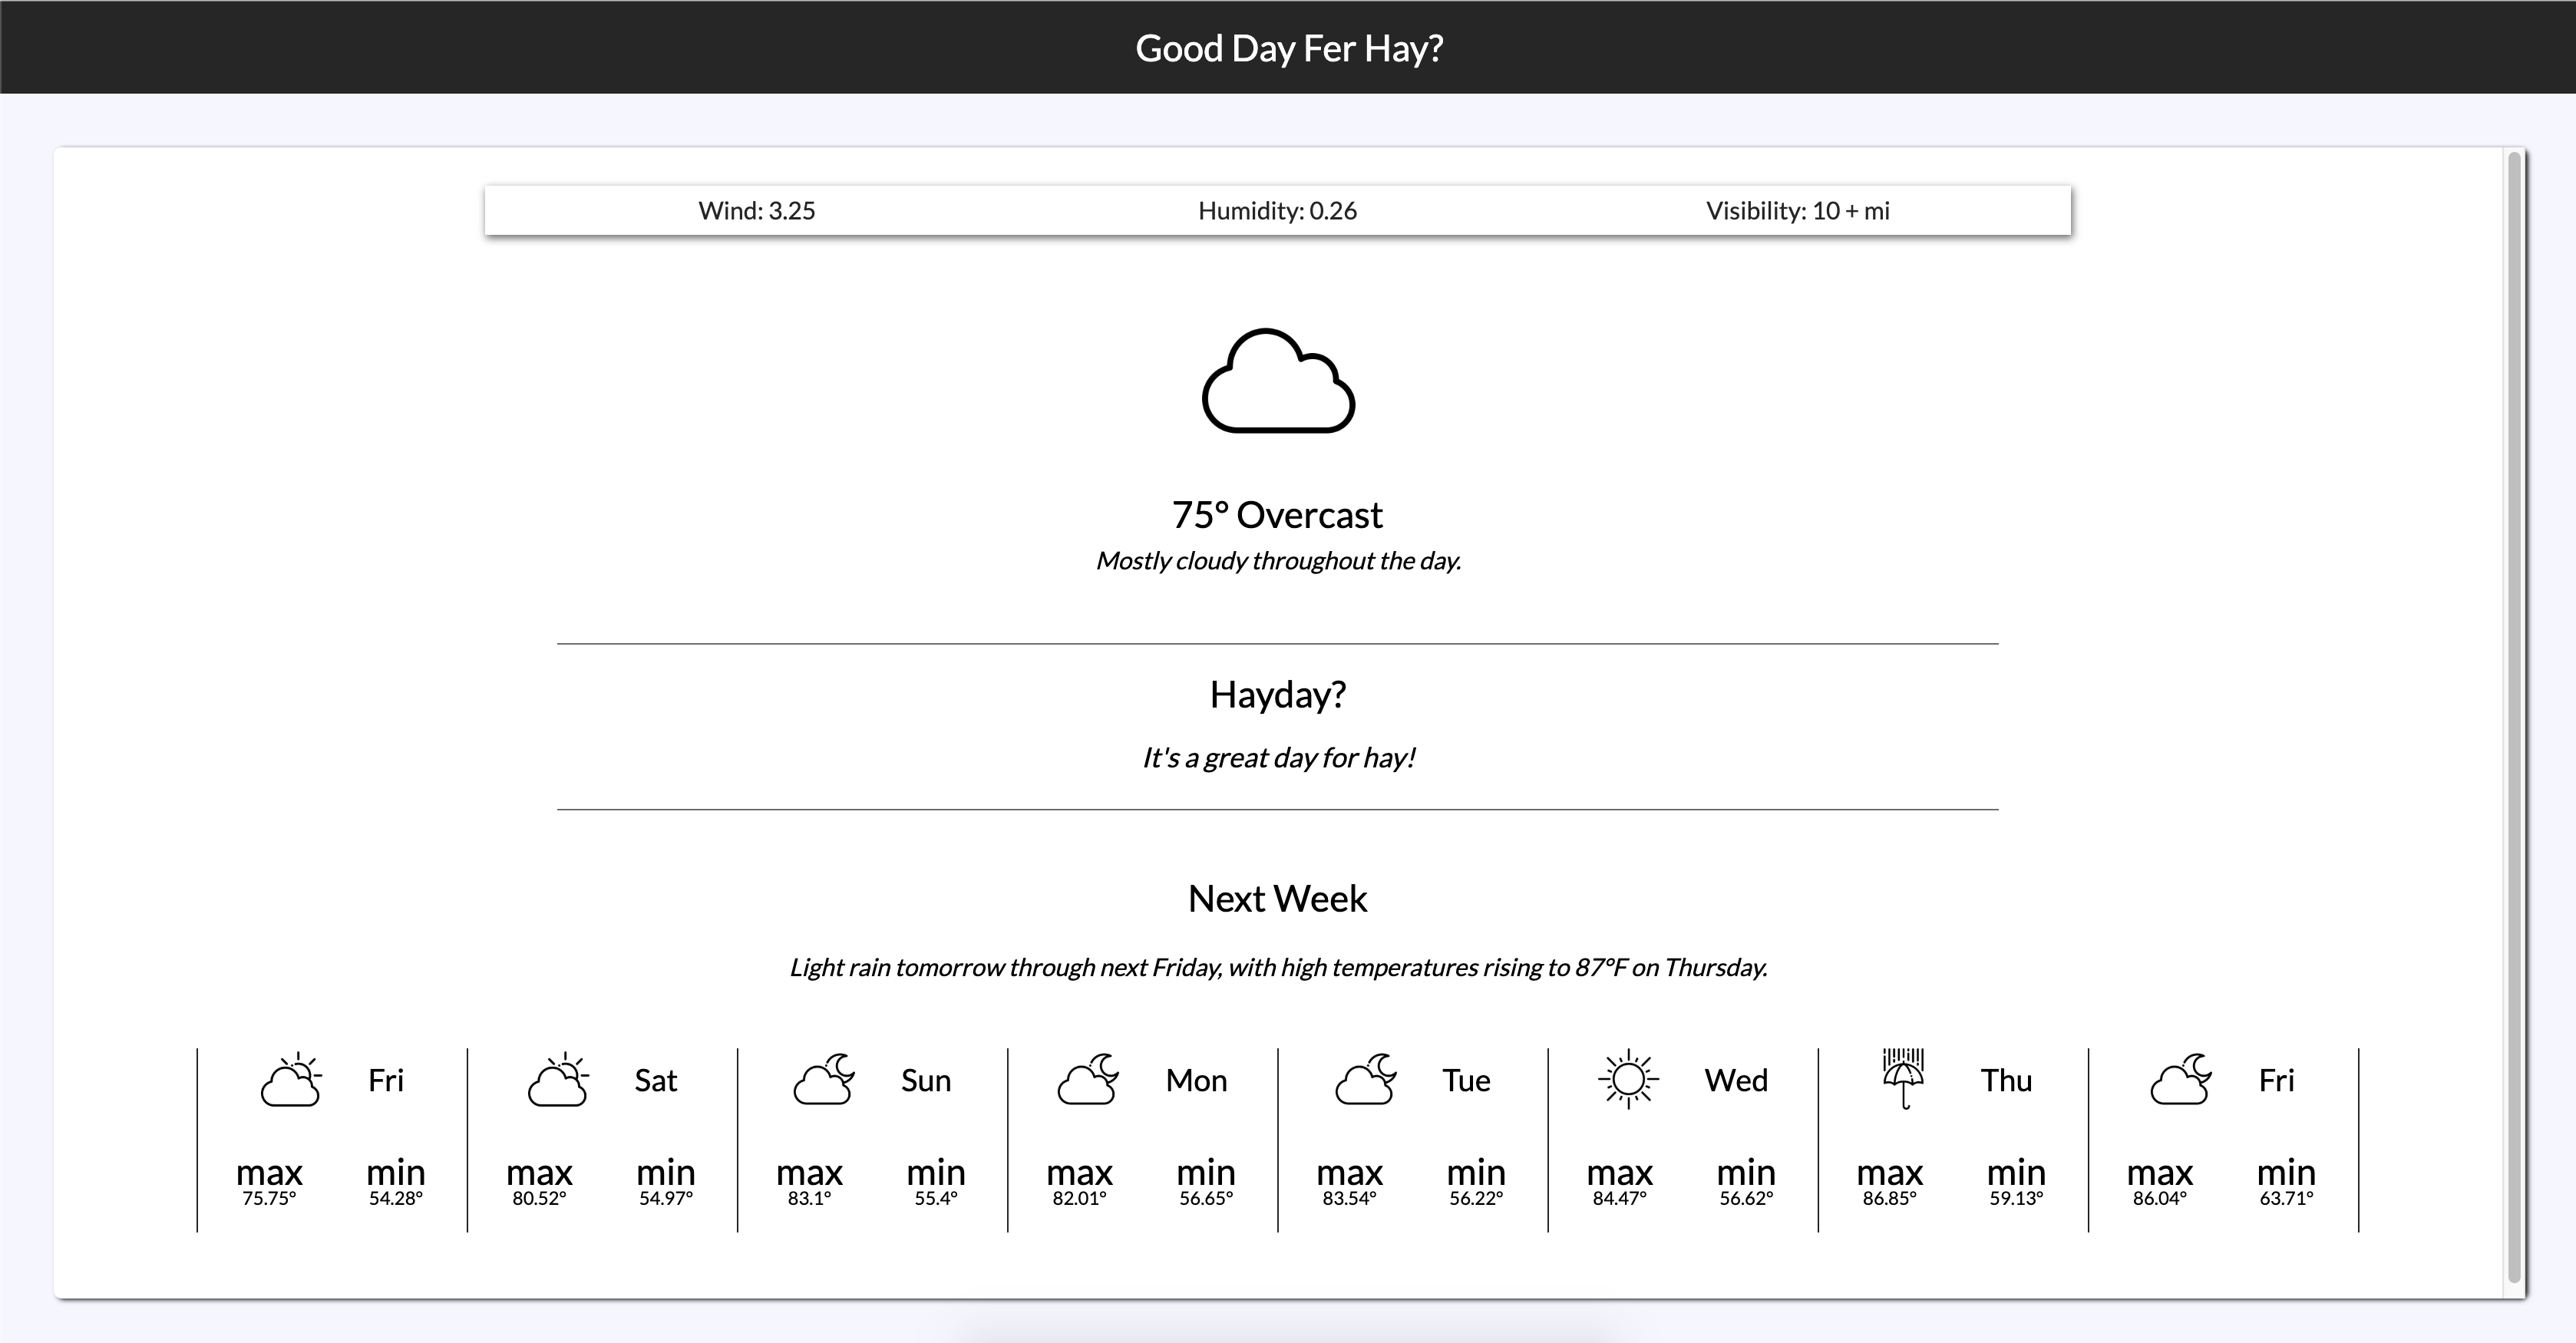 Good Day Fer Hay?
Wind: 3.25 Humidity: 0.26 Visibility: 10 + mi
75° Overcast
Mostly cloudy throughout the day.
Hayday?
It's a great day for hay!
Next Week
Light rain tomorrow through next Friday, with high temperatures rising to 87°F on Thursday.
Fri Sat Sun Mon Tue Wed Thu Fri
max min max min max min max min max min max min max min max min
75.75° 54.28° 80.52° 54.97° 83.1° 55.4° 82.01° 56.65° 83.54° 56.22° 84.47° 56.62° 86.85° 59.13° 86.04° 63.71°